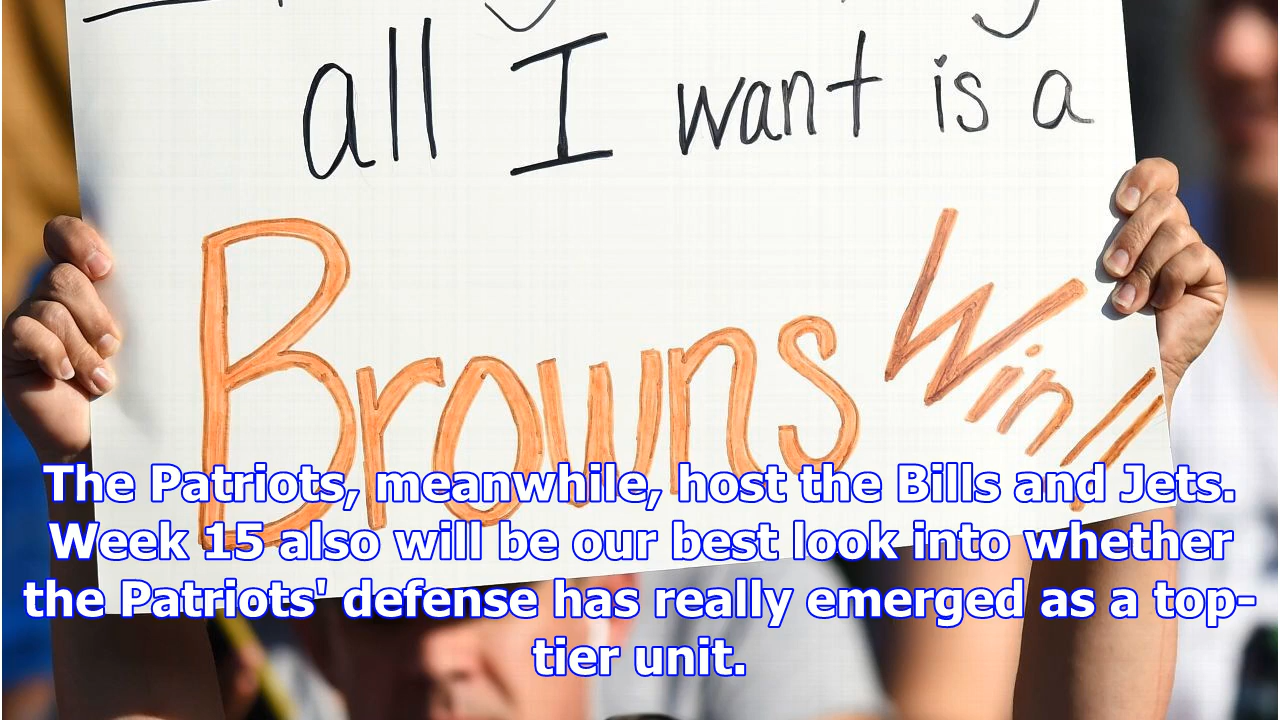 all I want is a
Browns Win!!
The Patriots, meanwhile, host the Bills and Jets.
Week 15 also will be our best look into whether
the Patriots' defense has really emerged as a top-
tier unit.